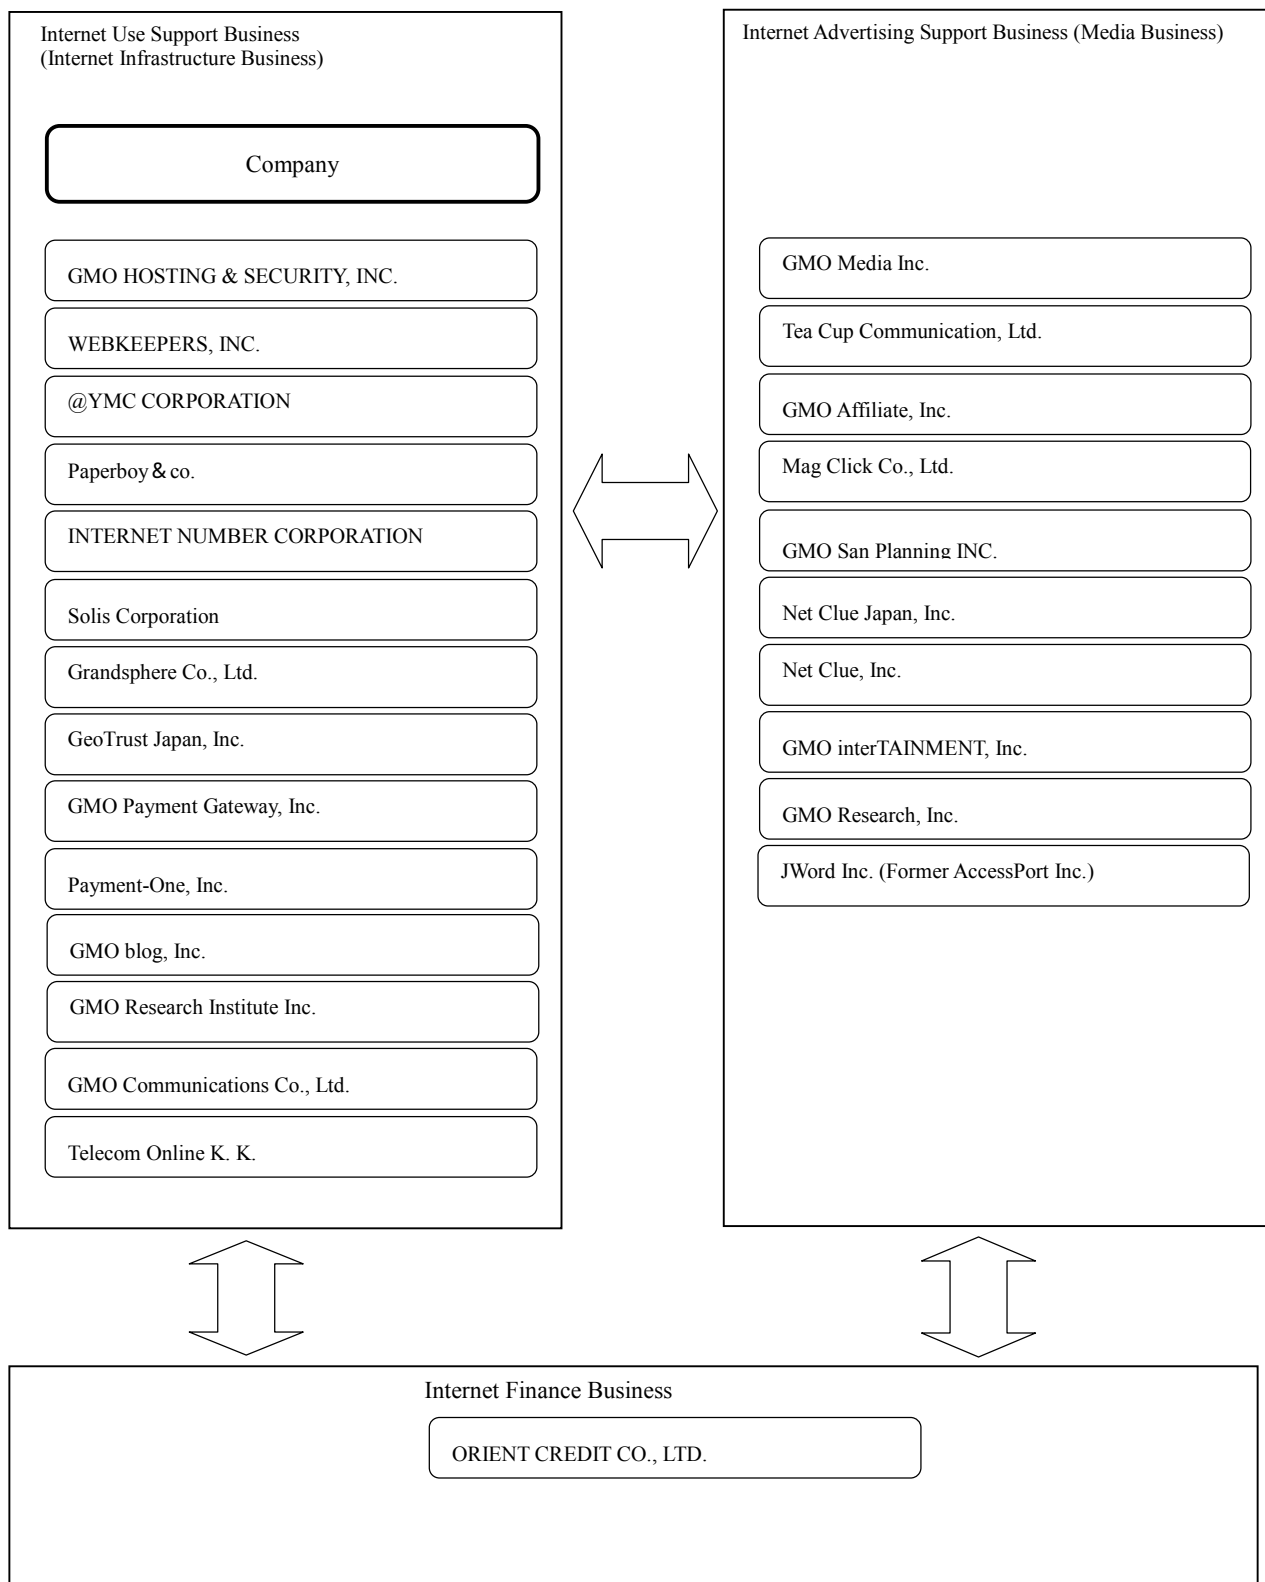 Internet Use Support Business
(Internet Infrastructure Business)
Company
GMO HOSTING & SECURITY, INC.
WEBKEEPERS, INC.
@YMC CORPORATION
Paperboy&co.
INTERNET NUMBER CORPORATION
Solis Corporation
Grandsphere Co., Ltd.
GeoTrust Japan, Inc.
GMO Payment Gateway, Inc.
Payment-One, Inc.
GMO blog, Inc.
GMO Research Institute Inc.
GMO Communications Co., Ltd.
Telecom Online K. K.
Internet Advertising Support Business (Media Business)
GMO Media Inc.
Tea Cup Communication, Ltd.
GMO Affiliate, Inc.
Mag Click Co., Ltd.
GMO San Planning INC.
Net Clue Japan, Inc.
Net Clue, Inc.
GMO interTAINMENT, Inc.
GMO Research, Inc.
JWord Inc. (Former AccessPort Inc.)
Internet Finance Business
ORIENT CREDIT CO., LTD.